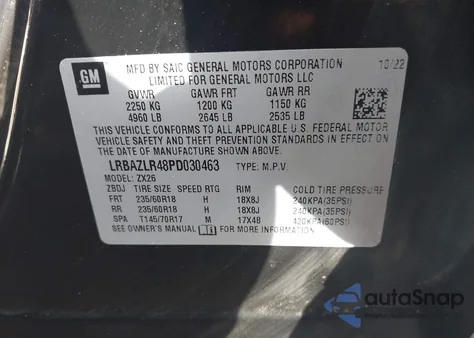 GM
MFD BY SAIC GENERAL MOTORS CORPORATION 10/22
LIMITED FOR GENERAL MOTORS LLC
GVWR GAWR FRT GAWR RR
2250 KG 1200 KG 1150 KG
4960 LB 2645 LB 2535 LB
THIS VEHICLE CONFORMS TO ALL APPLICABLE U.S. FEDERAL MOTOR
VEHICLE SAFETY, BUMPER, AND THEFT PREVENTION STANDARDS IN
EFFECT ON THE DATE OF MANUFACTURE SHOWN ABOVE.
LRBAZLR48PD030463 TYPE: M.P.V.
MODEL: ZX26
ZBDJ TIRE SIZE SPEED RTG RIM COLD TIRE PRESSURE
FRT 235/60R18 H 18X8J 240KPA(35PSI)
RR 235/60R18 H 18X8J 240KPA(35PSI)
SPA T145/70R17 M 17X4B 420KPA(60PSI)
SEE OWNER'S MANUAL FOR MORE INFORMATION.
autoSnap
Powered by CarsFromWest